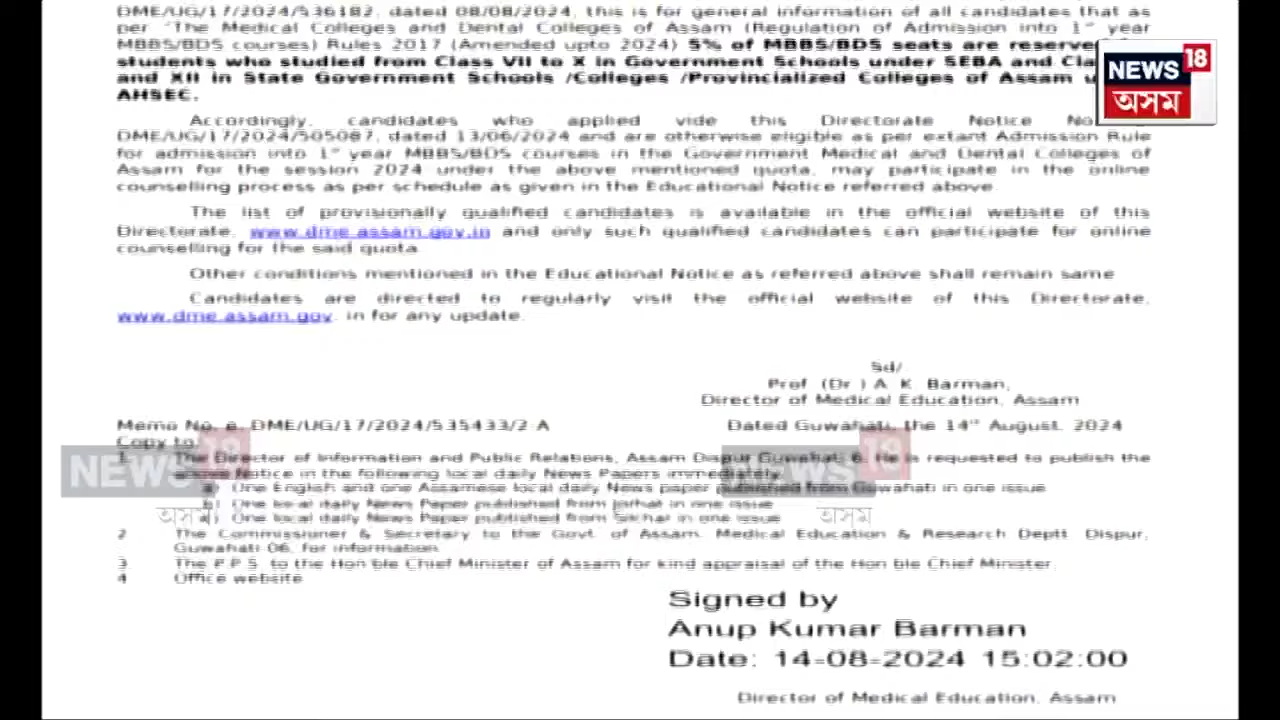 DME/UG/17/2024/536182, dated 08/08/2024, this is for general information of all candidates that as
per "The Medical Colleges and Dental Colleges of Assam (Regulation of Admission into 1st year
MBBS/BDS courses) Rules 2017 (Amended upto 2024) 5% of MBBS/BDS seats are reserve
students who studied from Class VII to X in Government Schools under SEBA and Cla
and XII in State Government Schools /Colleges /Provincialized Colleges of Assam u
AHSEC.
NEWS 18
অসম
Accordingly, candidates who applied vide this Directorate Notice No
DME/UG/17/2024/505087, dated 13/06/2024 and are otherwise eligible as per extant Admission Rule
for admission into 1st year MBBS/BDS courses in the Government Medical and Dental Colleges of
Assam for the session 2024 under the above mentioned quota, may participate in the online
counselling process as per schedule as given in the Educational Notice referred above.
The list of provisionally qualified candidates is available in the official website of this
Directorate, www.dme.assam.gov.in and only such qualified candidates can participate for online
counselling for the said quota.
Other conditions mentioned in the Educational Notice as referred above shall remain same
Candidates are directed to regularly visit the official website of this Directorate,
www.dme.assam.gov. in for any update.
Sd/
Prof (Dr ) A. K. Barman,
Director of Medical Education, Assam
Memo No. e. DME/UG/17/2024/535433/2-A Dated Guwahati, the 14th August, 2024
Copy to
1 The Director of Information and Public Relations, Assam Dispur Guwahati 6. He is requested to publish the
above Notice in the following local daily News Papers immediately.
a) One English and one Assamese local daily News paper published from Guwahati in one issue
b) One local daily News Paper published from Jorhat in one issue
One local daily News Paper published from Silchar in one issue
NEWS 18
অসম
NEWS 18
অসম
2 The Commissioner & Secretary to the Govt. of Assam, Medical Education & Research Deptt Dispur,
Guwahati-06, for information
3 The P.P.S. to the Hon'ble Chief Minister of Assam for kind appraisal of the Hon'ble Chief Minister.
4 Office website
Signed by
Anup Kumar Barman
Date: 14-08-2024 15:02:00
Director of Medical Education, Assam